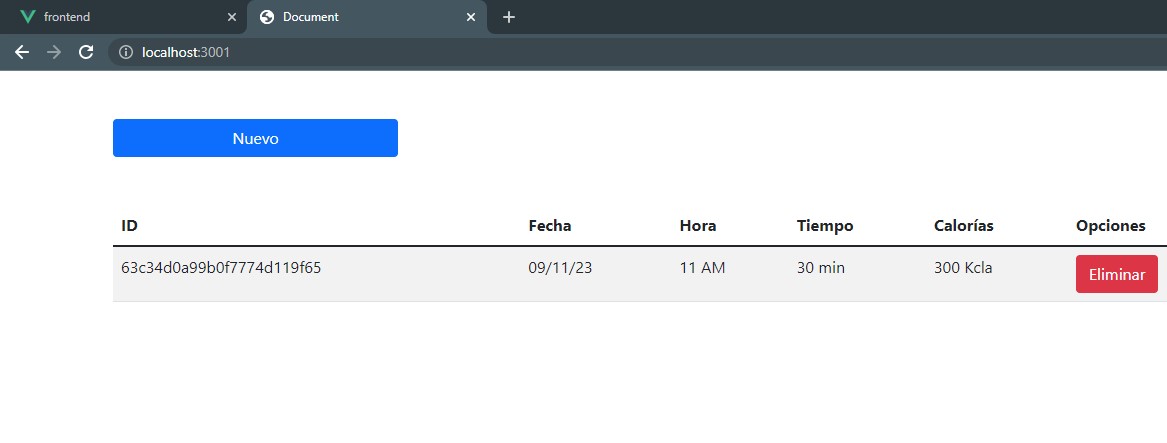 frontend
Document
localhost:3001
Nuevo
ID Fecha Hora Tiempo Calorías Opciones
63c34d0a99b0f7774d119f65 09/11/23 11 AM 30 min 300 Kcla Eliminar